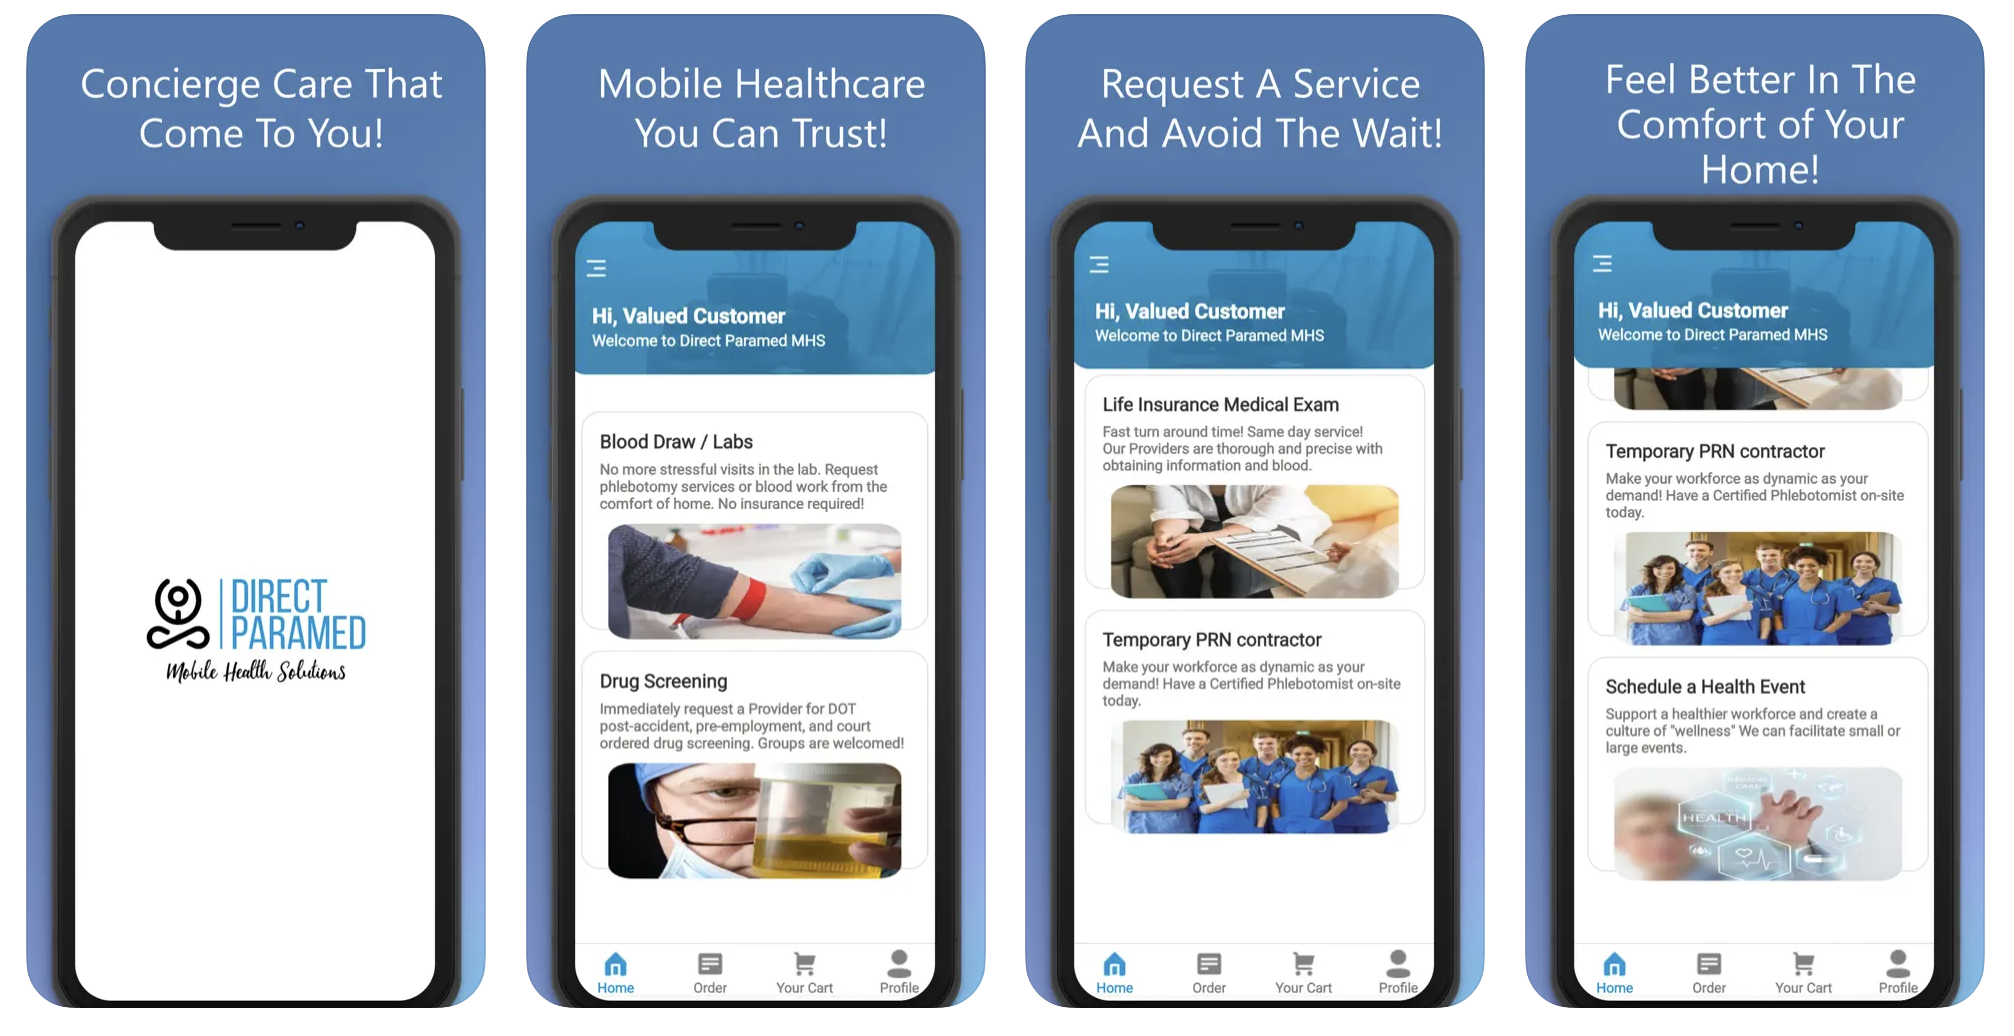 Concierge Care That
Come To You!
DIRECT
PARAMED
Mobile Health Solutions
Mobile Healthcare
You Can Trust!
Hi, Valued Customer
Welcome to Direct Paramed MHS
Blood Draw / Labs
No more stressful visits in the lab. Request
phlebotomy services or blood work from the
comfort of home. No insurance required!
Drug Screening
Immediately request a Provider for DOT
post-accident, pre-employment, and court
ordered drug screening. Groups are welcomed!
Home Order Your Cart Profile
Request A Service
And Avoid The Wait!
Hi, Valued Customer
Welcome to Direct Paramed MHS
Life Insurance Medical Exam
Fast turn around time! Same day service!
Our Providers are thorough and precise with
obtaining information and blood.
Temporary PRN contractor
Make your workforce as dynamic as your
demand! Have a Certified Phlebotomist on-site
today.
Home Order Your Cart Profile
Feel Better In The
Comfort of Your
Home!
Hi, Valued Customer
Welcome to Direct Paramed MHS
Temporary PRN contractor
Make your workforce as dynamic as your
demand! Have a Certified Phlebotomist on-site
today.
Schedule a Health Event
Support a healthier workforce and create a
culture of "wellness" We can facilitate small or
large events.
MEDICAL
CARE
HEALTH
Home Order Your Cart Profile